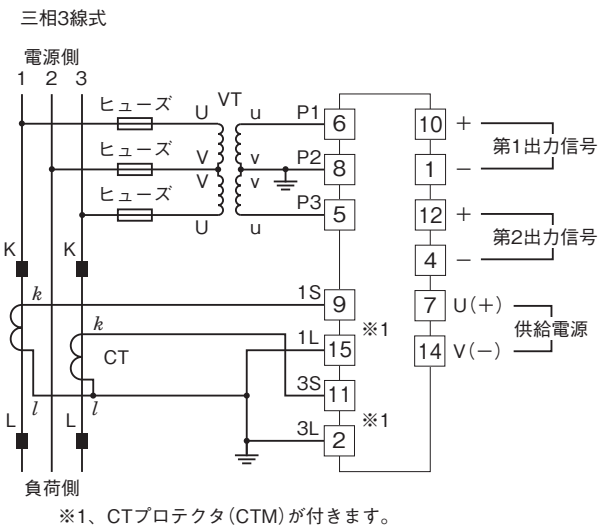 三相3線式
電源側
1 2 3
ヒューズ U VT u P1 6 10 +
第1出力信号
ヒューズ V v P2 8 1 −
V v
ヒューズ P3 5 12 +
U u
第2出力信号
4 −
K K
k 1S 9 7 U(+)
※1 供給電源
k 1L 15 14 V(−)
CT
3S 11
l l ※1
L L 3L 2
負荷側
※1、CTプロテクタ(CTM)が付きます。